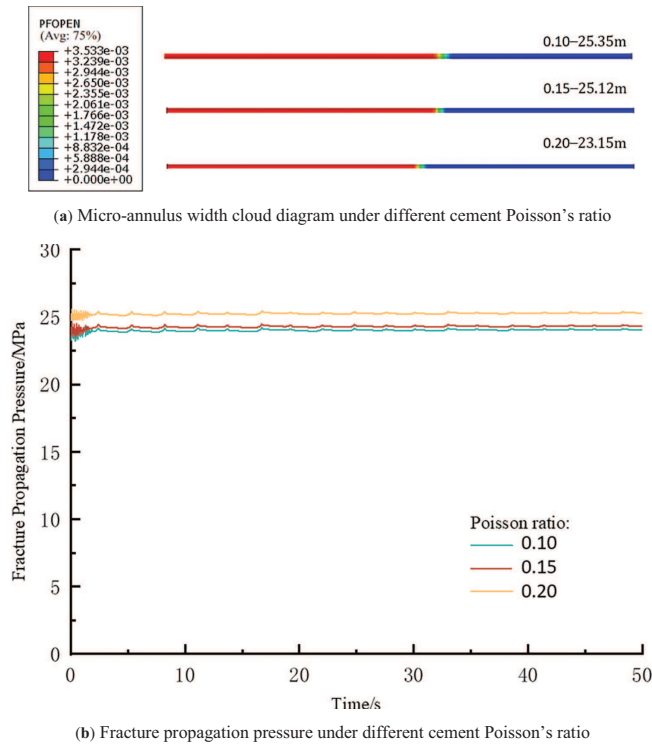 PFOPEN
(Avg: 75%)
+3.533e-03
+3.239e-03
+2.944e-03
+2.650e-03
+2.355e-03
+2.061e-03
+1.766e-03
+1.472e-03
+1.178e-03
+8.832e-04
+5.888e-04
+2.944e-04
+0.000e+00
0.10–25.35m
0.15–25.12m
0.20–23.15m
(a) Micro-annulus width cloud diagram under different cement Poisson's ratio
Fracture Propagation Pressure/MPa
30
25
20
15
10
5
0
Poisson ratio:
0.10
0.15
0.20
0 10 20 30 40 50
Time/s
(b) Fracture propagation pressure under different cement Poisson's ratio